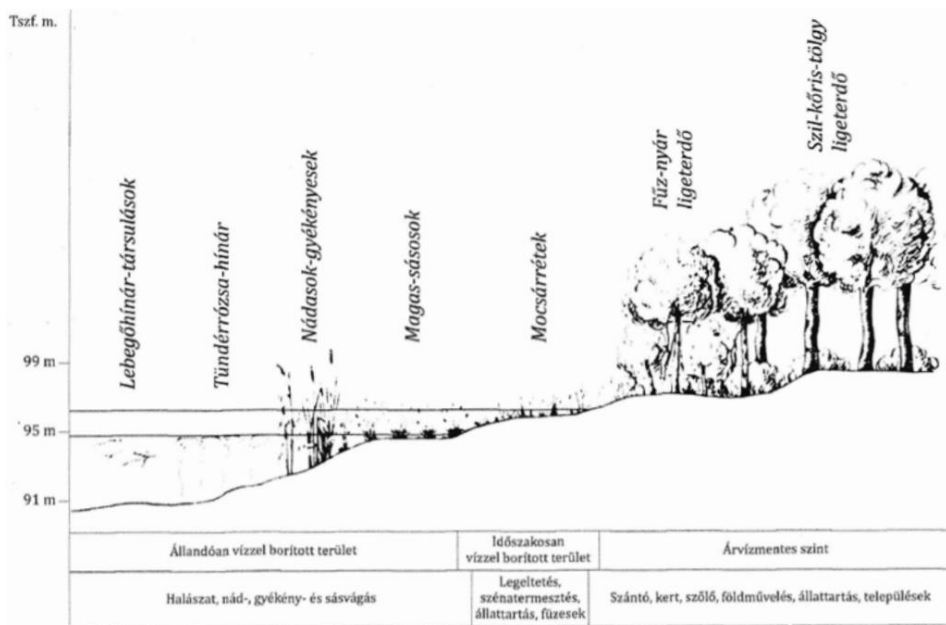 Tszf. m.
Lebegőhínár-társulások
Tündérrózsa-hínár
Nádasok-gyékényesek
Magas-sásosok
Mocsárrétek
Fűz-nyár
ligeterdő
Szil-kőris-tölgy
ligeterdő
99 m
95 m
91 m
Állandóan vízzel borított terület
Időszakosan
vízzel borított terület
Árvízmentes szint
Halászat, nád-, gyékény- és sásvágás
Legeltetés,
szénatermesztés,
állattartás, füzesek
Szántó, kert, szőlő, földművelés, állattartás, települések